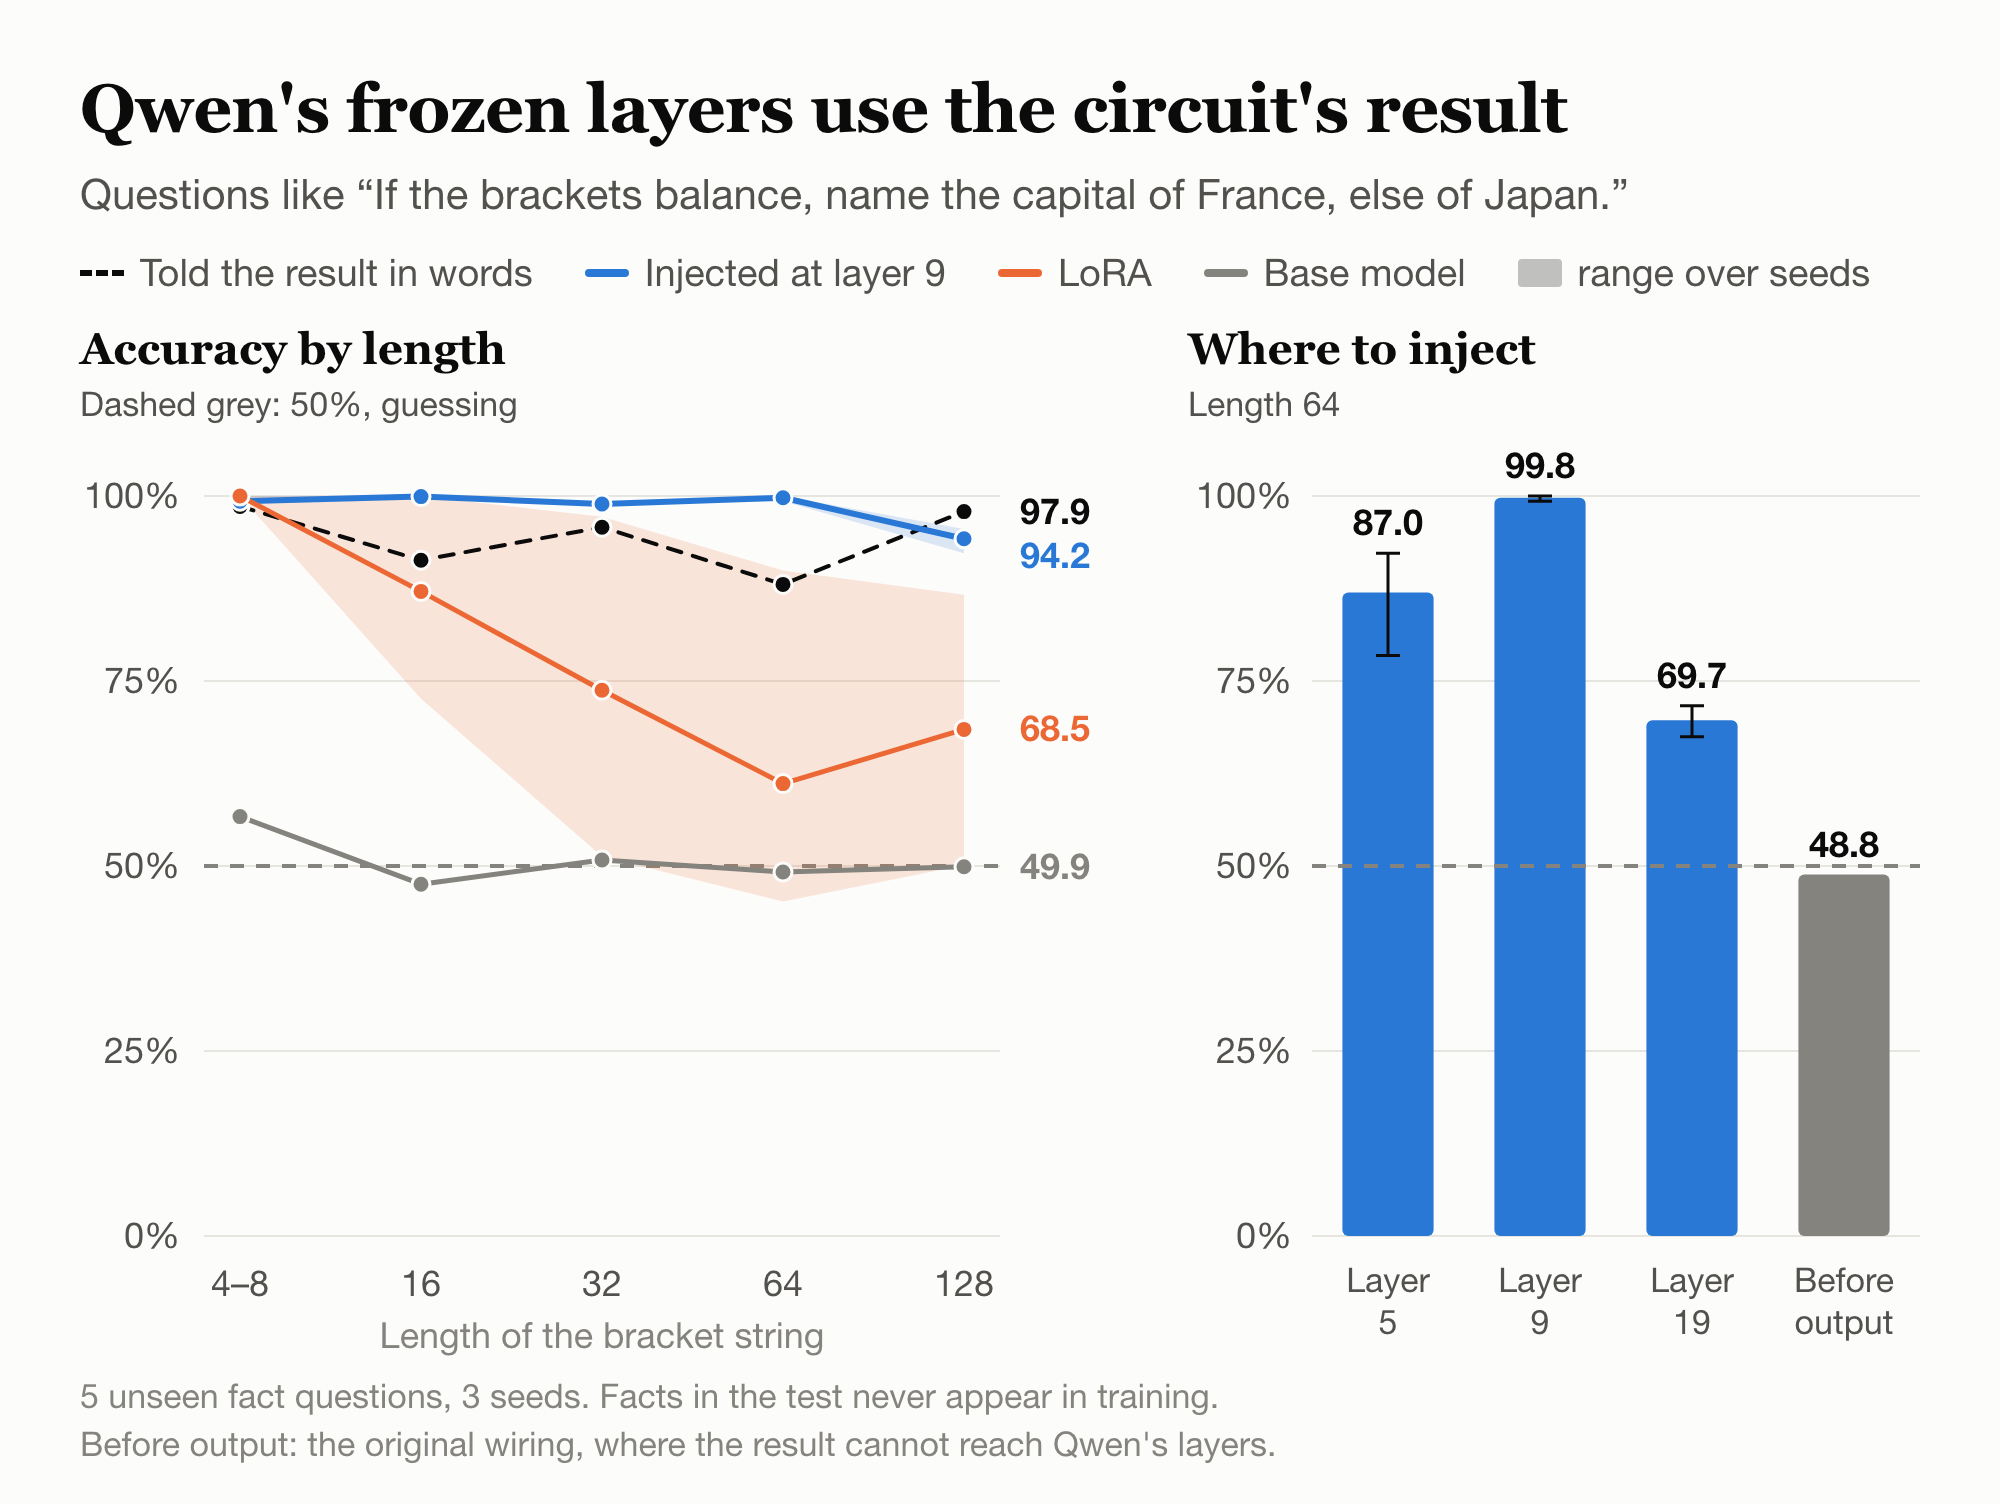 Qwen's frozen layers use the circuit's result
Questions like “If the brackets balance, name the capital of France, else of Japan.”
Told the result in words
Injected at layer 9
LoRA
Base model
range over seeds
Accuracy by length
Dashed grey: 50%, guessing
100%
75%
50%
25%
0%
97.9
94.2
68.5
49.9
4–8
16
32
64
128
Length of the bracket string
Where to inject
Length 64
100%
75%
50%
25%
0%
87.0
99.8
69.7
48.8
Layer
5
Layer
9
Layer
19
Before
output
5 unseen fact questions, 3 seeds. Facts in the test never appear in training.
Before output: the original wiring, where the result cannot reach Qwen's layers.